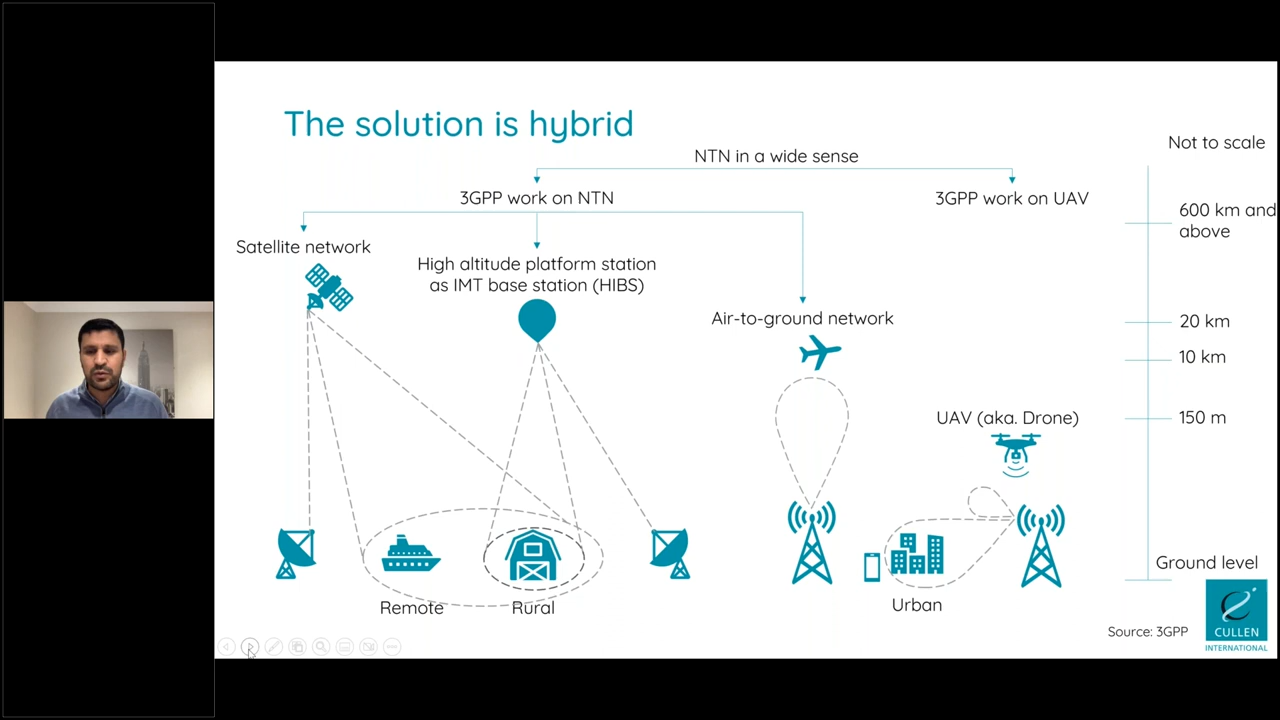 The solution is hybrid
Not to scale
NTN in a wide sense
3GPP work on NTN
3GPP work on UAV
600 km and
above
Satellite network
High altitude platform station
as IMT base station (HIBS)
Air-to-ground network
20 km
10 km
UAV (aka. Drone)
150 m
Ground level
Remote
Rural
Urban
Source: 3GPP
CULLEN
INTERNATIONAL